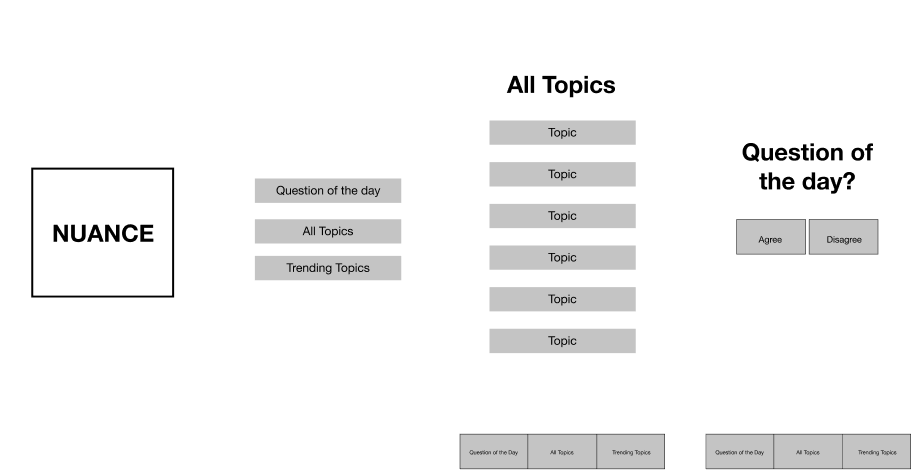 NUANCE
Question of the day
All Topics
Trending Topics
All Topics
Topic
Topic
Topic
Topic
Topic
Topic
Question of the Day
All Topics
Trending Topics
Question of
the day?
Agree
Disagree
Question of the Day
All Topics
Trending Topics